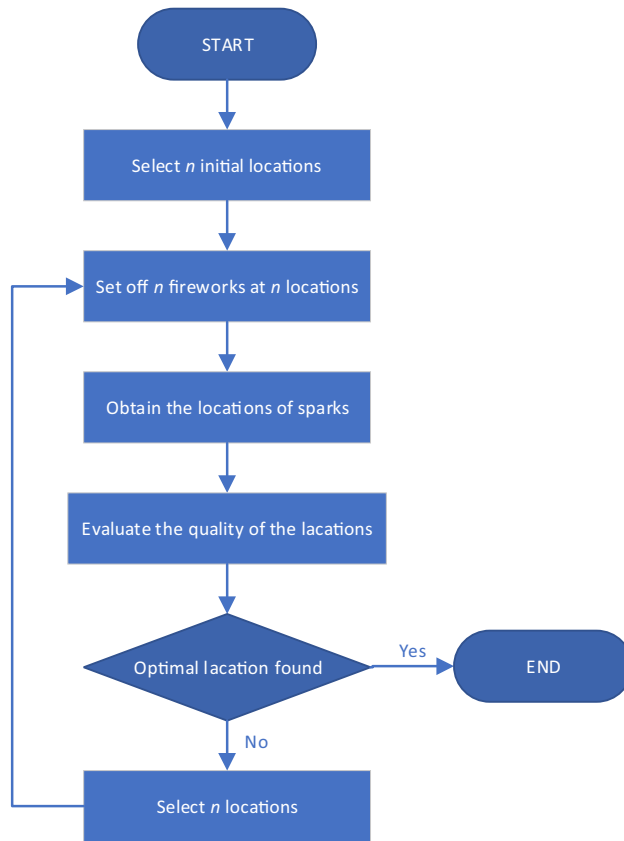 START
Select n initial locations
Set off n fireworks at n locations
Obtain the locations of sparks
Evaluate the quality of the lacations
Optimal lacation found
Yes
END
No
Select n locations